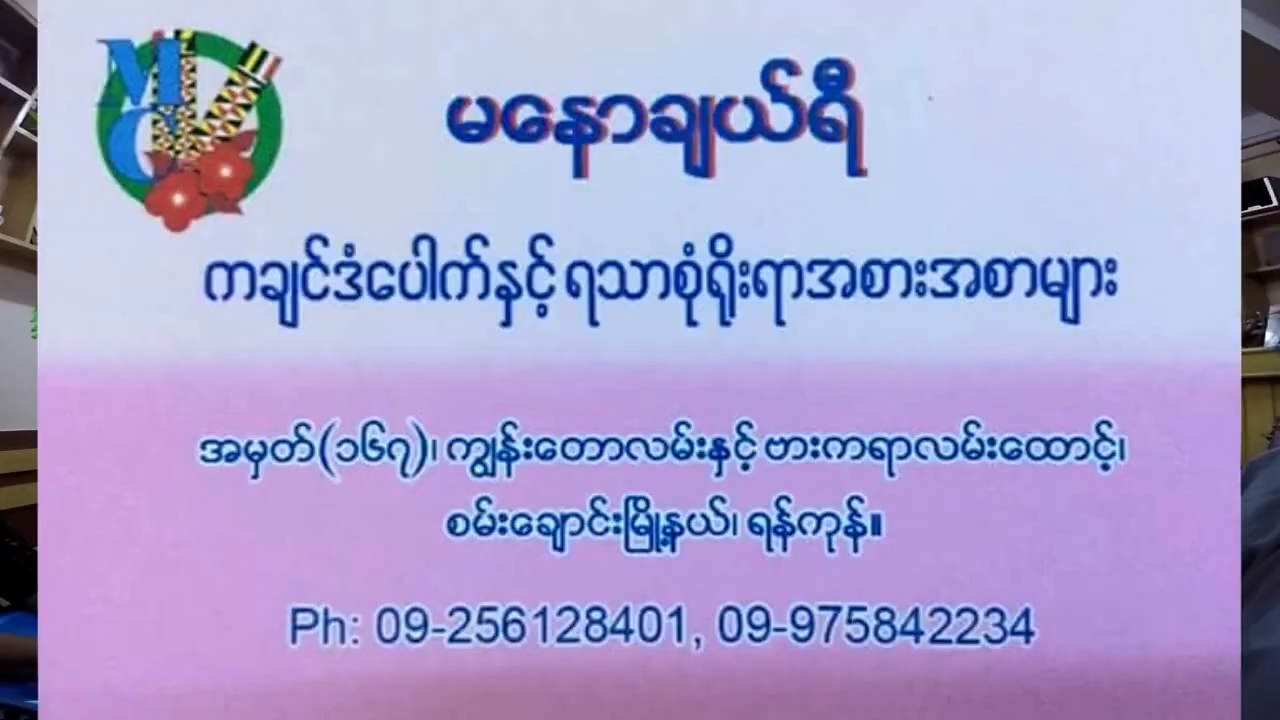 MC
မနောချယ်ရီ
ကချင်ဒံပေါက်နှင့် ရသာစုံရိုးရာအစားအစာများ
အမှတ်(၁၆၇)၊ ကျွန်းတောလမ်းနှင့် ဗားကရာလမ်းထောင့်၊
စမ်းချောင်းမြို့နယ်၊ ရန်ကုန်။
Ph: 09-256128401, 09-975842234